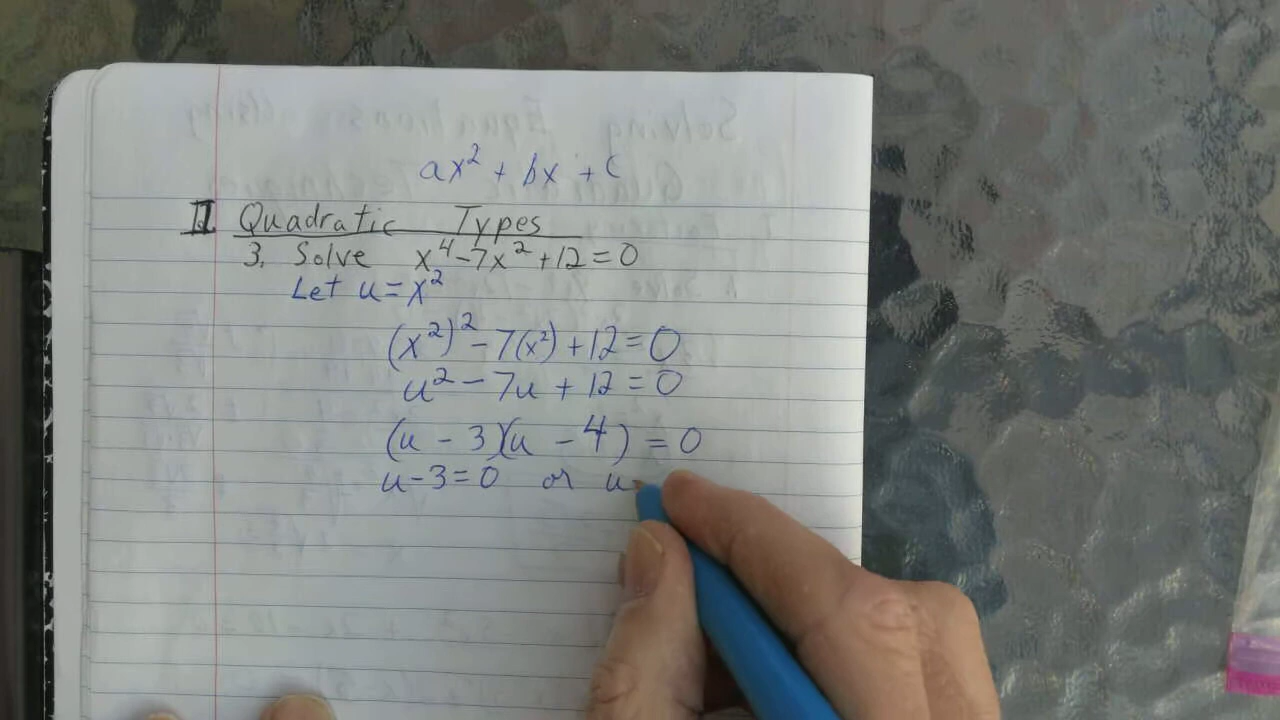 ax² + bx + c
II Quadratic Types
3. Solve x⁴-7x²+12=0
Let u=x²
(x²)²-7(x²)+12=0
u²-7u+12=0
(u-3)(u-4)=0
u-3=0 or u-